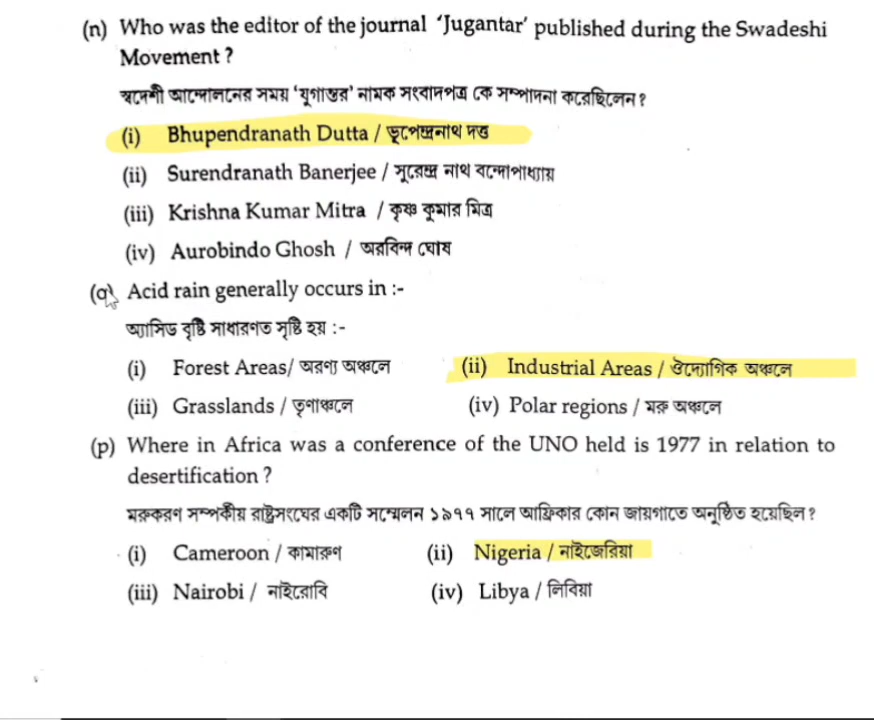 (n) Who was the editor of the journal ‘Jugantar’ published during the Swadeshi
Movement ?
স্বদেশী আন্দোলনের সময় ‘যুগান্তর’ নামক সংবাদপত্র কে সম্পাদনা করেছিলেন ?
(i) Bhupendranath Dutta / ভূপেন্দ্রনাথ দত্ত
(ii) Surendranath Banerjee / সুরেন্দ্র নাথ বন্দোপাধ্যায়
(iii) Krishna Kumar Mitra / কৃষ্ণ কুমার মিত্র
(iv) Aurobindo Ghosh / অরবিন্দ ঘোষ
(q) Acid rain generally occurs in :-
অ্যাসিড বৃষ্টি সাধারণত সৃষ্টি হয় :-
(i) Forest Areas/ অরণ্য অঞ্চলে (ii) Industrial Areas / ঔদ্যোগিক অঞ্চলে
(iii) Grasslands / তৃণাঞ্চলে (iv) Polar regions / মরু অঞ্চলে
(p) Where in Africa was a conference of the UNO held is 1977 in relation to
desertification ?
মরুকরণ সম্পর্কীয় রাষ্ট্রসংঘের একটি সম্মেলন ১৯৭৭ সালে আফ্রিকার কোন জায়গাতে অনুষ্ঠিত হয়েছিল ?
(i) Cameroon / কামারুণ (ii) Nigeria / নাইজেরিয়া
(iii) Nairobi / নাইরোবি (iv) Libya / লিবিয়া